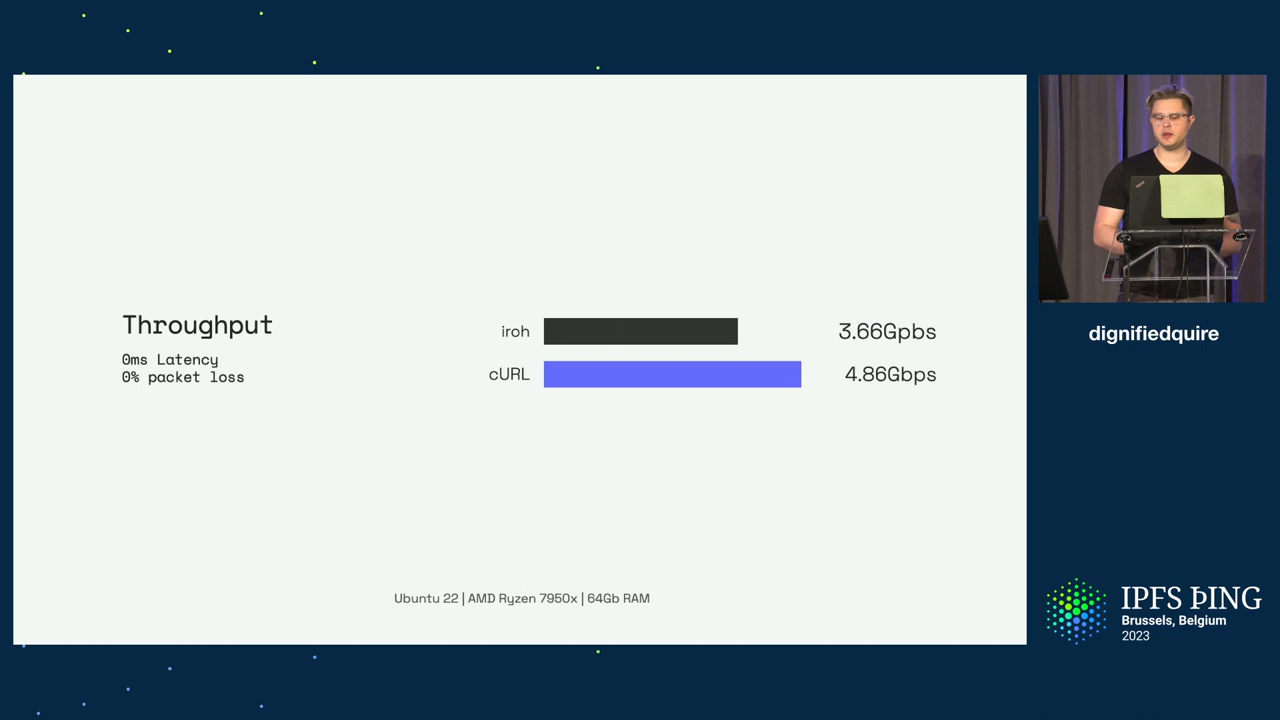 Throughput
0ms Latency
0% packet loss
iroh
3.66Gpbs
cURL
4.86Gbps
Ubuntu 22 | AMD Ryzen 7950x | 64Gb RAM
dignifiedquire
IPFS ÞING
Brussels, Belgium
2023